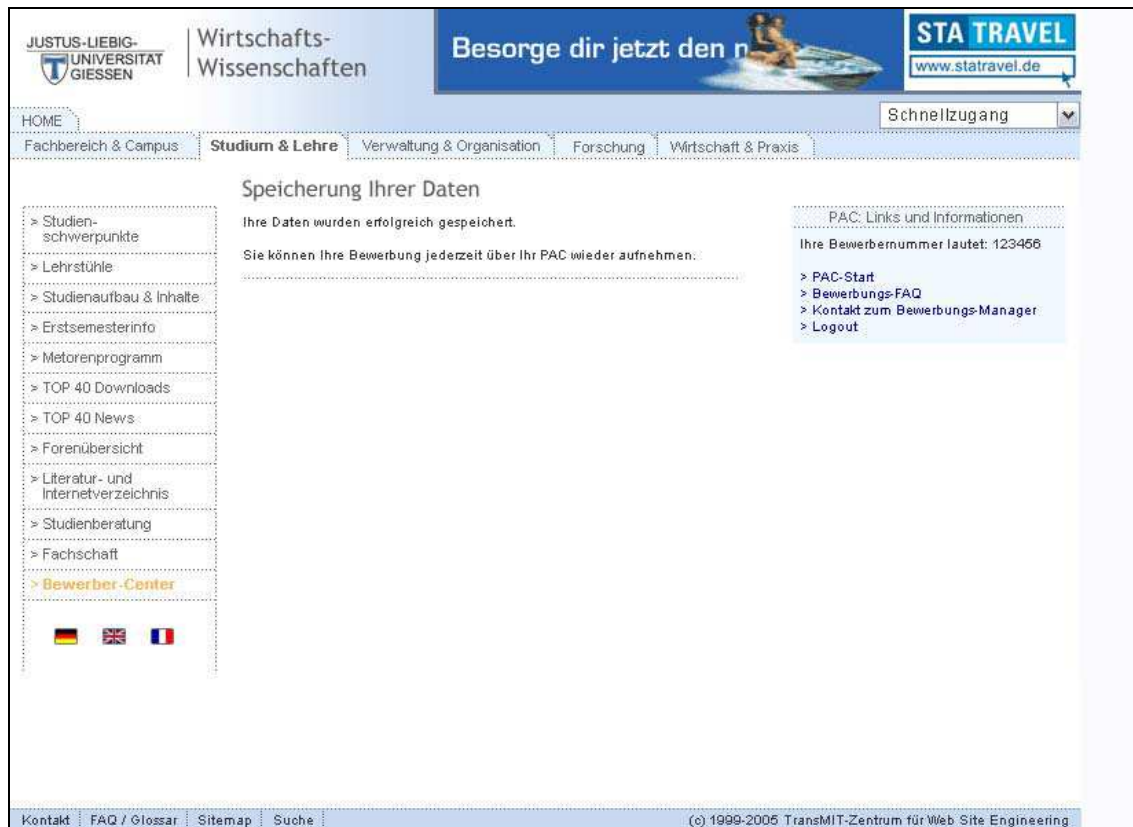 JUSTUS-LIEBIG-
UNIVERSITAT
GIESSEN
Wirtschafts-
Wissenschaften
Besorge dir jetzt den n
STA TRAVEL
www.statravel.de
HOME
Schnellzugang
Fachbereich & Campus
Studium & Lehre
Verwaltung & Organisation
Forschung
Wirtschaft & Praxis
> Studien-
schwerpunkte
> Lehrstühle
> Studienaufbau & Inhalte
> Erstsemesterinfo
> Metorenprogramm
> TOP 40 Downloads
> TOP 40 News
> Forenübersicht
> Literatur- und
Internetverzeichnis
> Studienberatung
> Fachschaft
> Bewerber-Center
Speicherung Ihrer Daten
Ihre Daten wurden erfolgreich gespeichert.
Sie können Ihre Bewerbung jederzeit über Ihr PAC wieder aufnehmen.
PAC: Links und Informationen
Ihre Bewerbernummer lautet: 123456
> PAC-Start
> Bewerbungs-FAQ
> Kontakt zum Bewerbungs-Manager
> Logout
Kontakt
FAQ / Glossar
Sitemap
Suche
(c) 1999-2005 TransMIT-Zentrum für Web Site Engineering